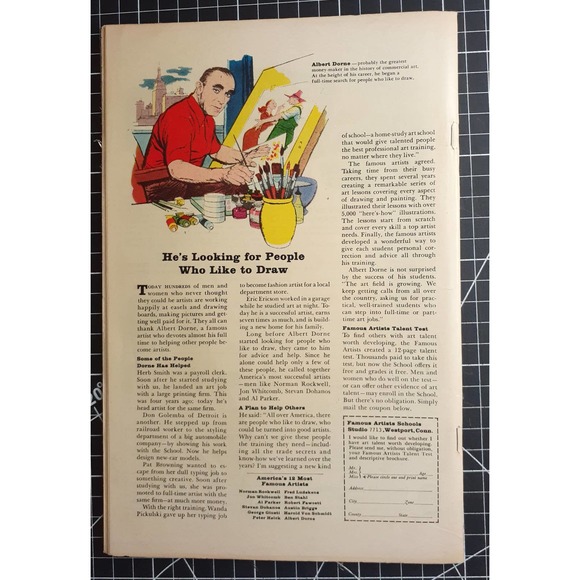 Albert Dorne — probably the greatest
money-maker in the history of commercial art.
At the height of his career, he began a
full-time search for people who like to draw.
He's Looking for People
Who Like to Draw
TODAY HUNDREDS of men and
women who never thought
they could be artists are working
happily at easels and drawing
boards, making pictures and get-
ting well paid for it. They all can
thank Albert Dorne, a famous
artist who devotes almost his full
time to helping other people be-
come artists.
Some of the People
Dorne Has Helped
Herb Smith was a payroll clerk.
Soon after he started studying
with us, he landed an art job
with a large printing firm. This
was four years ago; today he's
head artist for the same firm.
Don Golemba of Detroit is
another. He stepped up from
railroad worker to the styling
department of a big automobile
company—by showing his work
with the School. Now he helps
design new car models.
Pat Browning wanted to es-
cape from her dull typing job to
something creative. Soon after
studying with us, she was pro-
moted to full-time artist with the
same firm—at much more money.
With the right training, Wanda
Pickulski gave up her typing job
to become fashion artist for a local
department store.
Eric Ericson worked in a garage
while he studied art at night. To-
day he is a successful artist, earns
seven times as much, and is build-
ing a new home for his family.
Long before Albert Dorne
started looking for people who
like to draw, they came to him
for advice and help. Since he
alone could help only a few of
these people, he called together
America's most successful artists
—men like Norman Rockwell,
Jon Whitcomb, Stevan Dohanos
and Al Parker.
A Plan to Help Others
He said: "All over America, there
are people who like to draw, who
could be turned into good artists.
Why can't we give these people
the training they need—includ-
ing all the trade secrets and
know-how we've learned over the
years? I'm suggesting a new kind
America's 12 Most
Famous Artists
Norman Rockwell Fred Ludekens
Jon Whitcomb Ben Stahl
Al Parker Robert Fawcett
Stevan Dohanos Austin Briggs
George Giusti Harold Von Schmidt
Peter Helck Albert Dorne
of school—a home study art school
that would give talented people
the best professional art training,
no matter where they live."
The famous artists agreed.
Taking time from their busy
careers, they spent several years
creating a remarkable series of
art lessons covering every aspect
of drawing and painting. They
illustrated their lessons with over
5,000 "here's-how" illustrations.
The lessons start from scratch
and cover every skill a top artist
needs. Finally, the famous artists
developed a wonderful way to
give each student personal cor-
rection and advice all through
his training.
Albert Dorne is not surprised
by the success of his students.
"The art field is growing. We
keep getting calls from all over
the country, asking us for prac-
tical, well-trained students who
can step into full-time or part-
time art jobs."
Famous Artists Talent Test
To find others with art talent
worth developing, the Famous
Artists created a 12-page talent
test. Thousands paid to take this
test, but now the School offers it
free and grades it free. Men and
women who do well on the test—
or can offer other evidence of art
talent—may enroll in the School.
But there's no obligation. Simply
mail the coupon below.
Famous Artists Schools
Studio 7717, Westport, Conn.
I would like to find out whether I
have art talent worth developing.
Please send me, without obligation,
your Famous Artists Talent Test
and descriptive brochure.
Mr.
Mrs. Age
Miss Please circle one and print name
Address
City Zone
County State